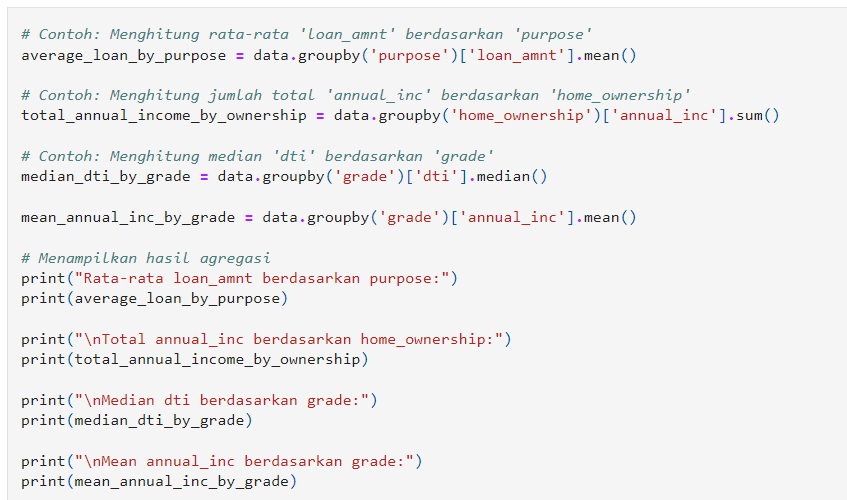 # Contoh: Menghitung rata-rata 'loan_amnt' berdasarkan 'purpose'
average_loan_by_purpose = data.groupby('purpose')['loan_amnt'].mean()
# Contoh: Menghitung jumlah total 'annual_inc' berdasarkan 'home_ownership'
total_annual_income_by_ownership = data.groupby('home_ownership')['annual_inc'].sum()
# Contoh: Menghitung median 'dti' berdasarkan 'grade'
median_dti_by_grade = data.groupby('grade')['dti'].median()
mean_annual_inc_by_grade = data.groupby('grade')['annual_inc'].mean()
# Menampilkan hasil agregasi
print("Rata-rata loan_amnt berdasarkan purpose:")
print(average_loan_by_purpose)
print("\nTotal annual_inc berdasarkan home_ownership:")
print(total_annual_income_by_ownership)
print("\nMedian dti berdasarkan grade:")
print(median_dti_by_grade)
print("\nMean annual_inc berdasarkan grade:")
print(mean_annual_inc_by_grade)